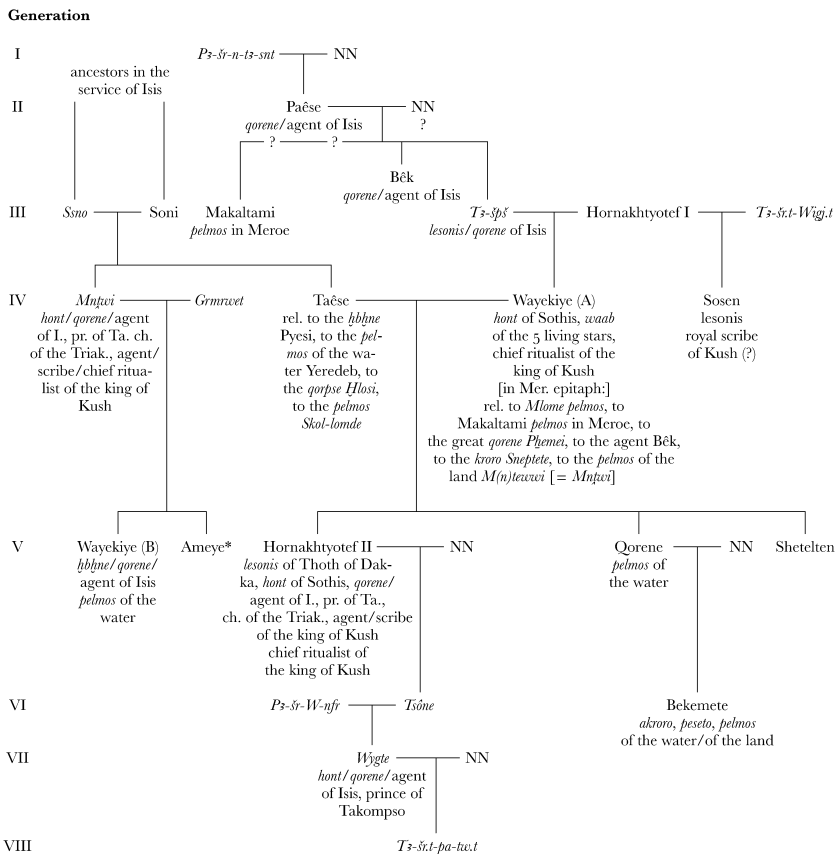 Generation
I
Pꜣ-šr-n-tꜣ-snt
NN
ancestors in the
service of Isis
II
Paêse
qorene/agent of Isis
NN
?
?
?
Bêk
qorene/agent of Isis
III
Ssno
Soni
Makaltami
pelmos in Meroe
Tꜣ-špš
lesonis/qorene of Isis
Hornakhtyotef I
Tꜣ-šr.t-Wigj.t
IV
Mnṱwi
hont/qorene/agent
of I., pr. of Ta. ch.
of the Triak., agent/
scribe/chief ritua-
list of the king of
Kush
Grmrwet
Taêse
rel. to the ḫbḫne
Pyesi, to the pel-
mos of the wa-
ter Yeredeb, to
the qorpse Ḫlosi,
to the pelmos
Skol-lomde
Wayekiye (A)
hont of Sothis, waab
of the 5 living stars,
chief ritualist of the
king of Kush
[in Mer. epitaph:]
rel. to Mlome pelmos, to
Makaltami pelmos in Meroe, to
the great qorene Pḫemei, to the agent Bêk,
to the kroro Sneptete, to the pelmos of the
land M(n)tewwi [= Mnṱwi]
Sosen
lesonis
royal scribe
of Kush (?)
V
Wayekiye (B)
ḫbḫne/qorene/
agent of Isis
pelmos of the
water
Ameye*
Hornakhtyotef II
lesonis of Thoth of Dak-
ka, hont of Sothis, qorene/
agent of I., pr. of Ta.,
ch. of the Triak., agent/scribe
of the king of Kush
chief ritualist of
the king of Kush
NN
Qorene
pelmos of
the water
NN
Shetelten
VI
Pꜣ-šr-W-nfr
Tsône
Bekemete
akroro, peseto, pelmos
of the water/of the land
VII
Wygte
hont/qorene/agent
of Isis, prince of
Takompso
NN
VIII
Tꜣ-šr.t-pa-tw.t